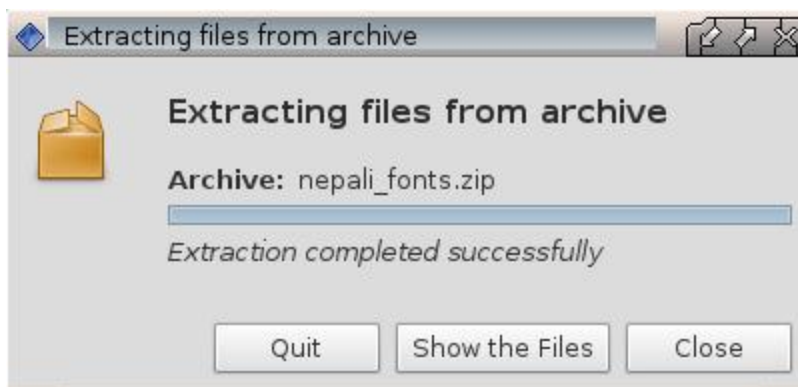 Extracting files from archive
Extracting files from archive
Archive: nepali_fonts.zip
Extraction completed successfully
Quit Show the Files Close